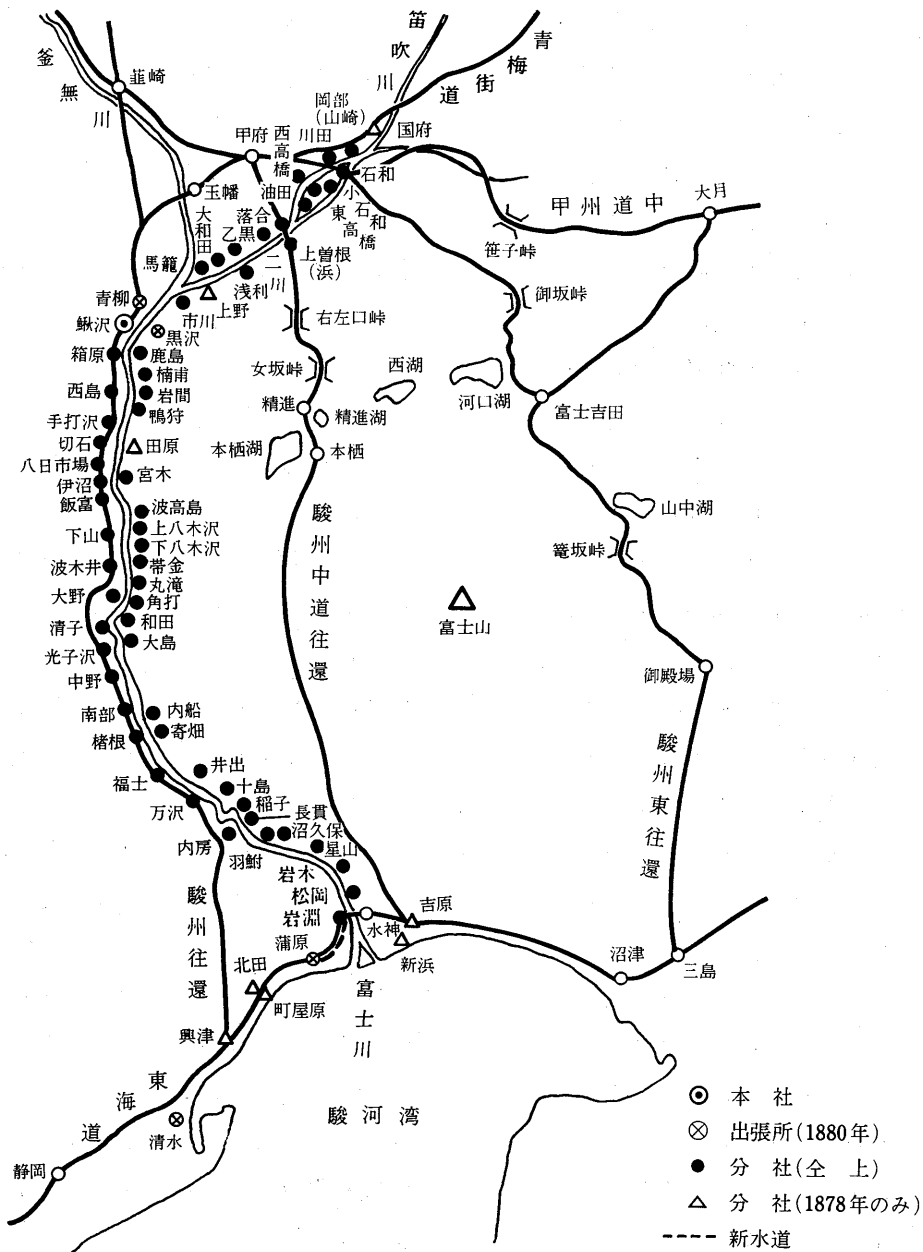 釜無川
韮崎
笛吹川
青梅街道
岡部
(山崎)
国府
甲府
西高橋
川田
石和
玉幡
油田
小石和
東高橋
甲州道中
大月
笹子峠
大和田
落合
乙黒
馬籠
二川
上曽根
(浜)
浅利
上野
市川
青柳
鰍沢
黒沢
右左口峠
御坂峠
箱原
鹿島
楠甫
岩間
鴨狩
女坂峠
西湖
河口湖
富士吉田
西島
手打沢
切石
田原
精進
精進湖
本栖湖
本栖
八日市場
伊沼
飯富
宮木
山中湖
籠坂峠
波高島
上八木沢
下八木沢
帯金
丸滝
角打
和田
大島
下山
波木井
大野
清子
光子沢
中野
駿州中道往還
富士山
御殿場
南部
楮根
内船
寄畑
福士
万沢
井出
十島
稲子
長貫
沼久保
星山
内房
羽鮒
岩木
松岡
岩淵
駿州東往還
駿州往還
吉原
水神
新浜
蒲原
北田
町屋原
富士川
沼津
三島
興津
東海道
清水
静岡
駿河湾
本社
出張所(1880年)
分社(仝上)
分社(1878年のみ)
新水道